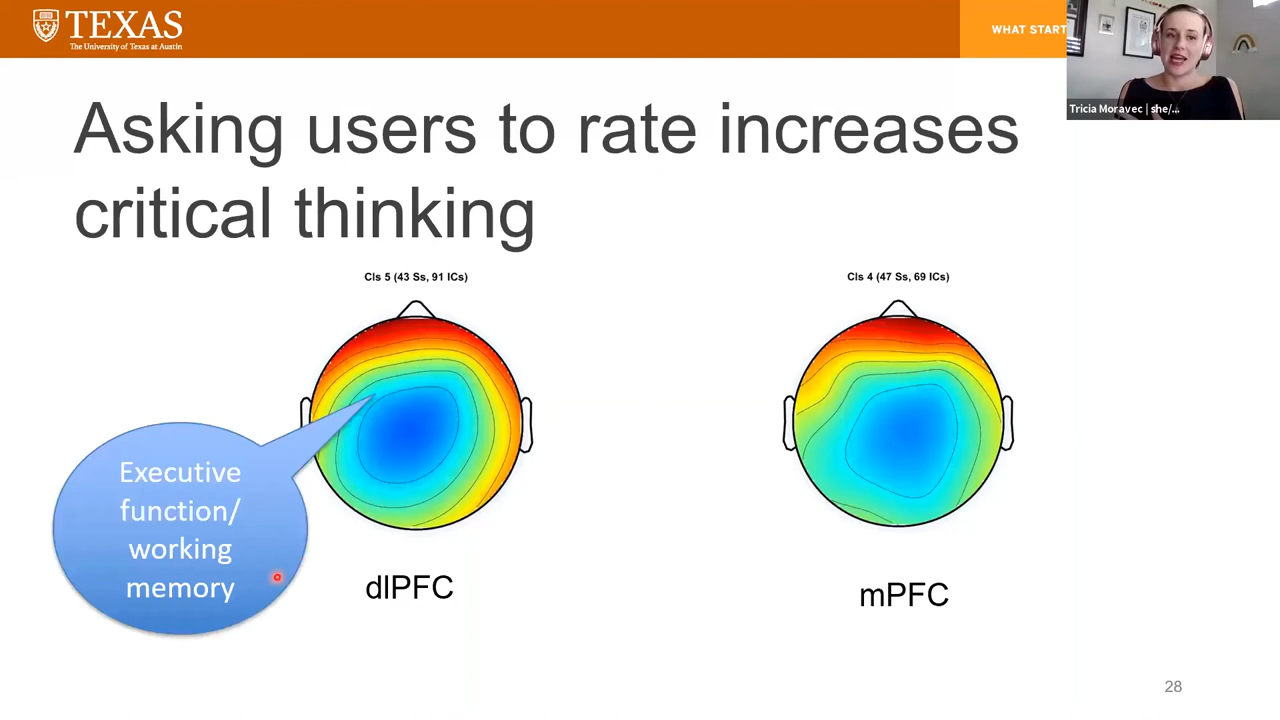 TEXAS
The University of Texas at Austin
WHAT START
Tricia Moravec | she/...
Asking users to rate increases
critical thinking
Cls 5 (43 Ss, 91 ICs)
Cls 4 (47 Ss, 69 ICs)
Executive
function/
working
memory
dlPFC
mPFC
28